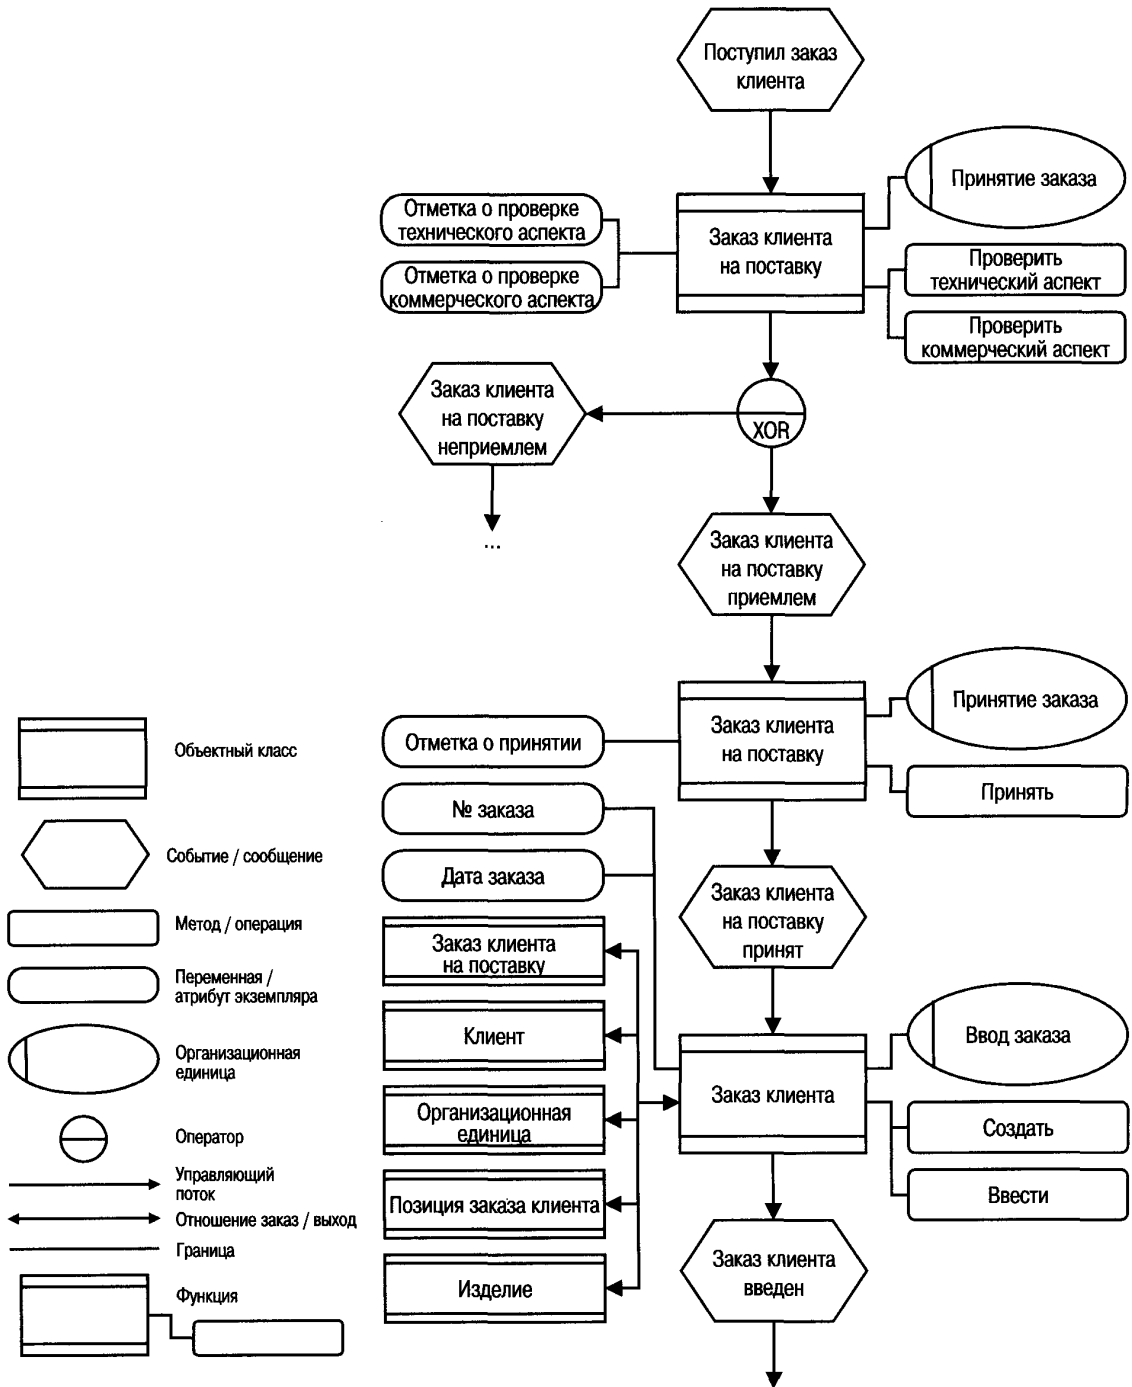 Поступил заказ
клиента
Принятие заказа
Отметка о проверке
технического аспекта
Заказ клиента
на поставку
Проверить
технический аспект
Отметка о проверке
коммерческого аспекта
Проверить
коммерческий аспект
Заказ клиента
на поставку
неприемлем
XOR
...
Заказ клиента
на поставку
приемлем
Принятие заказа
Отметка о принятии
Заказ клиента
на поставку
Принять
№ заказа
Дата заказа
Заказ клиента
на поставку
принят
Заказ клиента
на поставку
Клиент
Ввод заказа
Организационная
единица
Заказ клиента
Создать
Позиция заказа клиента
Ввести
Изделие
Заказ клиента
введен
Объектный класс
Событие / сообщение
Метод / операция
Переменная /
атрибут экземпляра
Организационная
единица
Оператор
Управляющий
поток
Отношение заказ / выход
Граница
Функция